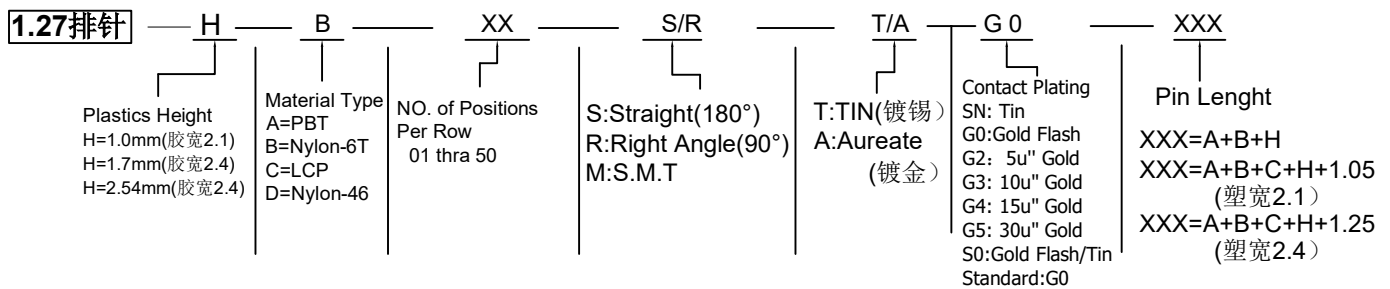 1.27排针 H B XX S/R T/A G 0 XXX
Plastics Height
H=1.0mm(胶宽2.1)
H=1.7mm(胶宽2.4)
H=2.54mm(胶宽2.4)
Material Type
A=PBT
B=Nylon-6T
C=LCP
D=Nylon-46
NO. of Positions
Per Row
01 thra 50
S:Straight(180°)
R:Right Angle(90°)
M:S.M.T
T:TIN(镀锡）
A:Aureate
(镀金）
Contact Plating
SN: Tin
G0:Gold Flash
G2: 5u" Gold
G3: 10u" Gold
G4: 15u" Gold
G5: 30u" Gold
S0:Gold Flash/Tin
Standard:G0
Pin Lenght
XXX=A+B+H
XXX=A+B+C+H+1.05
(塑宽2.1）
XXX=A+B+C+H+1.25
(塑宽2.4）